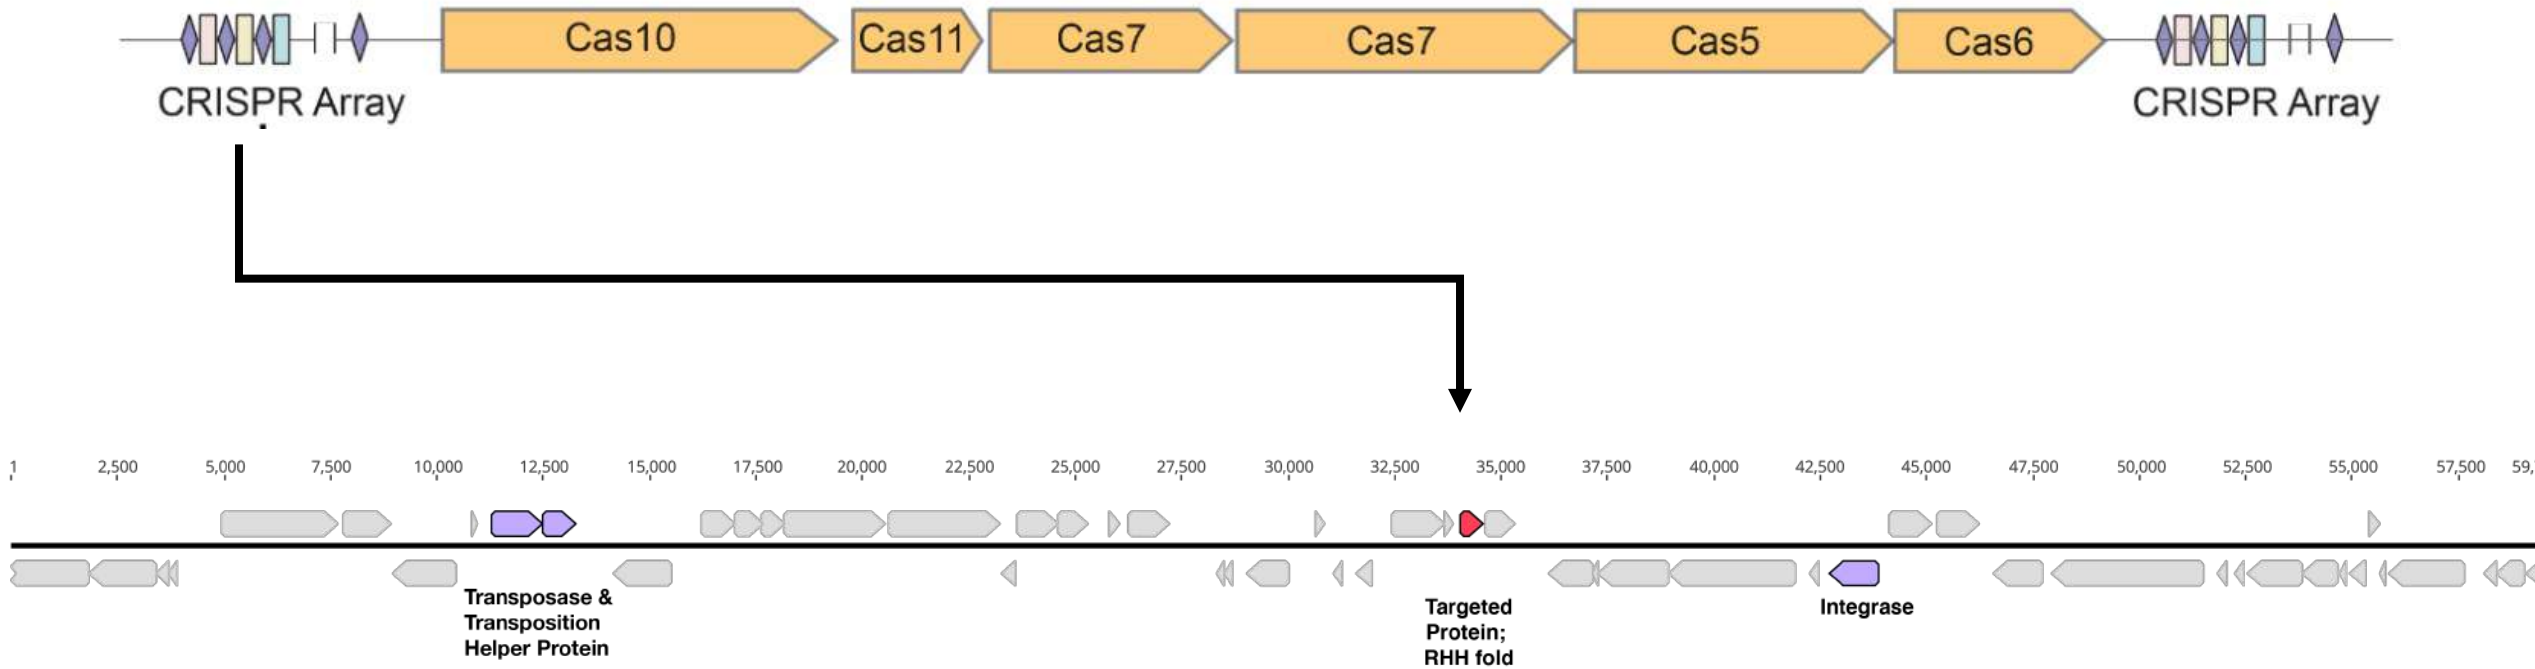 Cas10 Cas11 Cas7 Cas7 Cas5 Cas6
CRISPR Array CRISPR Array
1 2,500 5,000 7,500 10,000 12,500 15,000 17,500 20,000 22,500 25,000 27,500 30,000 32,500 35,000 37,500 40,000 42,500 45,000 47,500 50,000 52,500 55,000 57,500 59,
Transposase &
Transposition
Helper Protein
Targeted
Protein;
RHH fold
Integrase